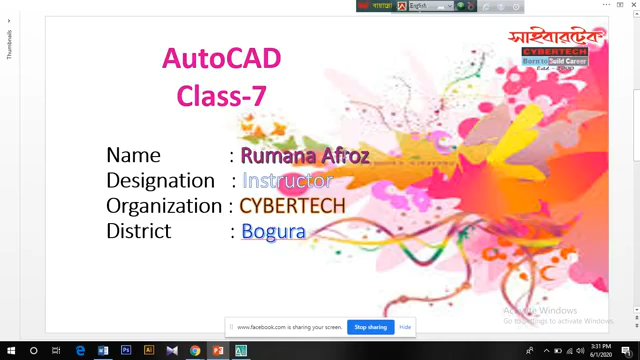 English
Thumbnails
সাইবারটেক
CYBERTECH
Born to Build Career
AutoCAD
Class-7
Name : Rumana Afroz
Designation : Instructor
Organization : CYBERTECH
District : Bogura
Activate Windows
Go to Settings to activate Windows.
www.facebook.com is sharing your screen.
Stop sharing
Hide
3:31 PM
6/1/2020